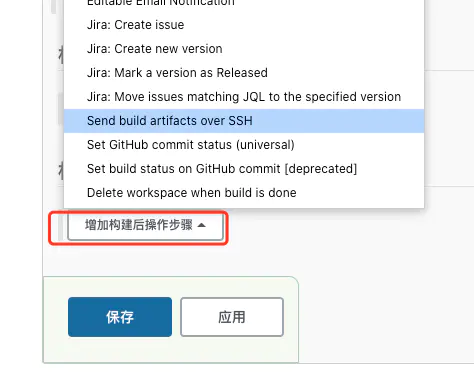 Editable Email Notification
Jira: Create issue
Jira: Create new version
Jira: Mark a version as Released
Jira: Move issues matching JQL to the specified version
Send build artifacts over SSH
Set GitHub commit status (universal)
Set build status on GitHub commit [deprecated]
Delete workspace when build is done
增加构建后操作步骤
保存
应用